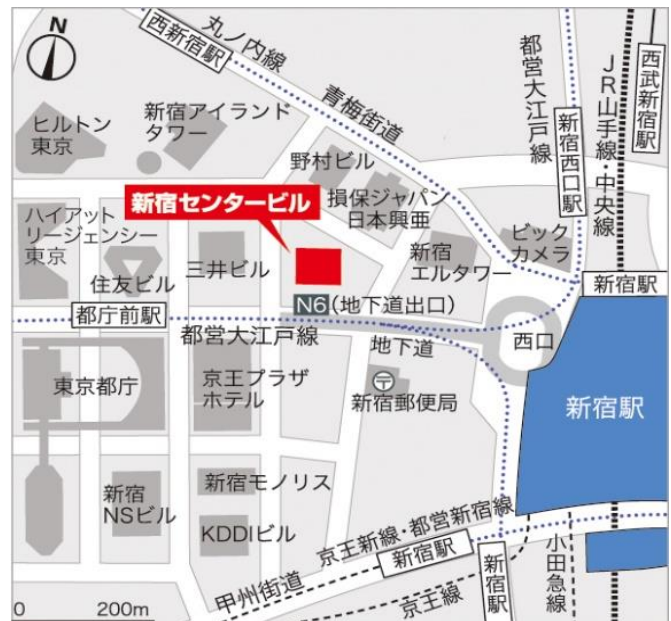 N
丸ノ内線
西新宿駅
青梅街道
都営大江戸線
新宿西口駅
JR山手線・中央線
西武新宿駅
ヒルトン
東京
新宿アイランド
タワー
野村ビル
損保ジャパン
日本興亜
新宿センタービル
ハイアット
リージェンシー
東京
住友ビル
三井ビル
新宿
エルタワー
ビック
カメラ
新宿駅
N6(地下道出口)
都庁前駅
都営大江戸線
地下道
西口
東京都庁
京王プラザ
ホテル
〒
新宿郵便局
新宿駅
新宿
NSビル
新宿モノリス
KDDIビル
京王新線・都営新宿線
新宿駅
甲州街道
京王線
新宿駅
小田急線
0 200m